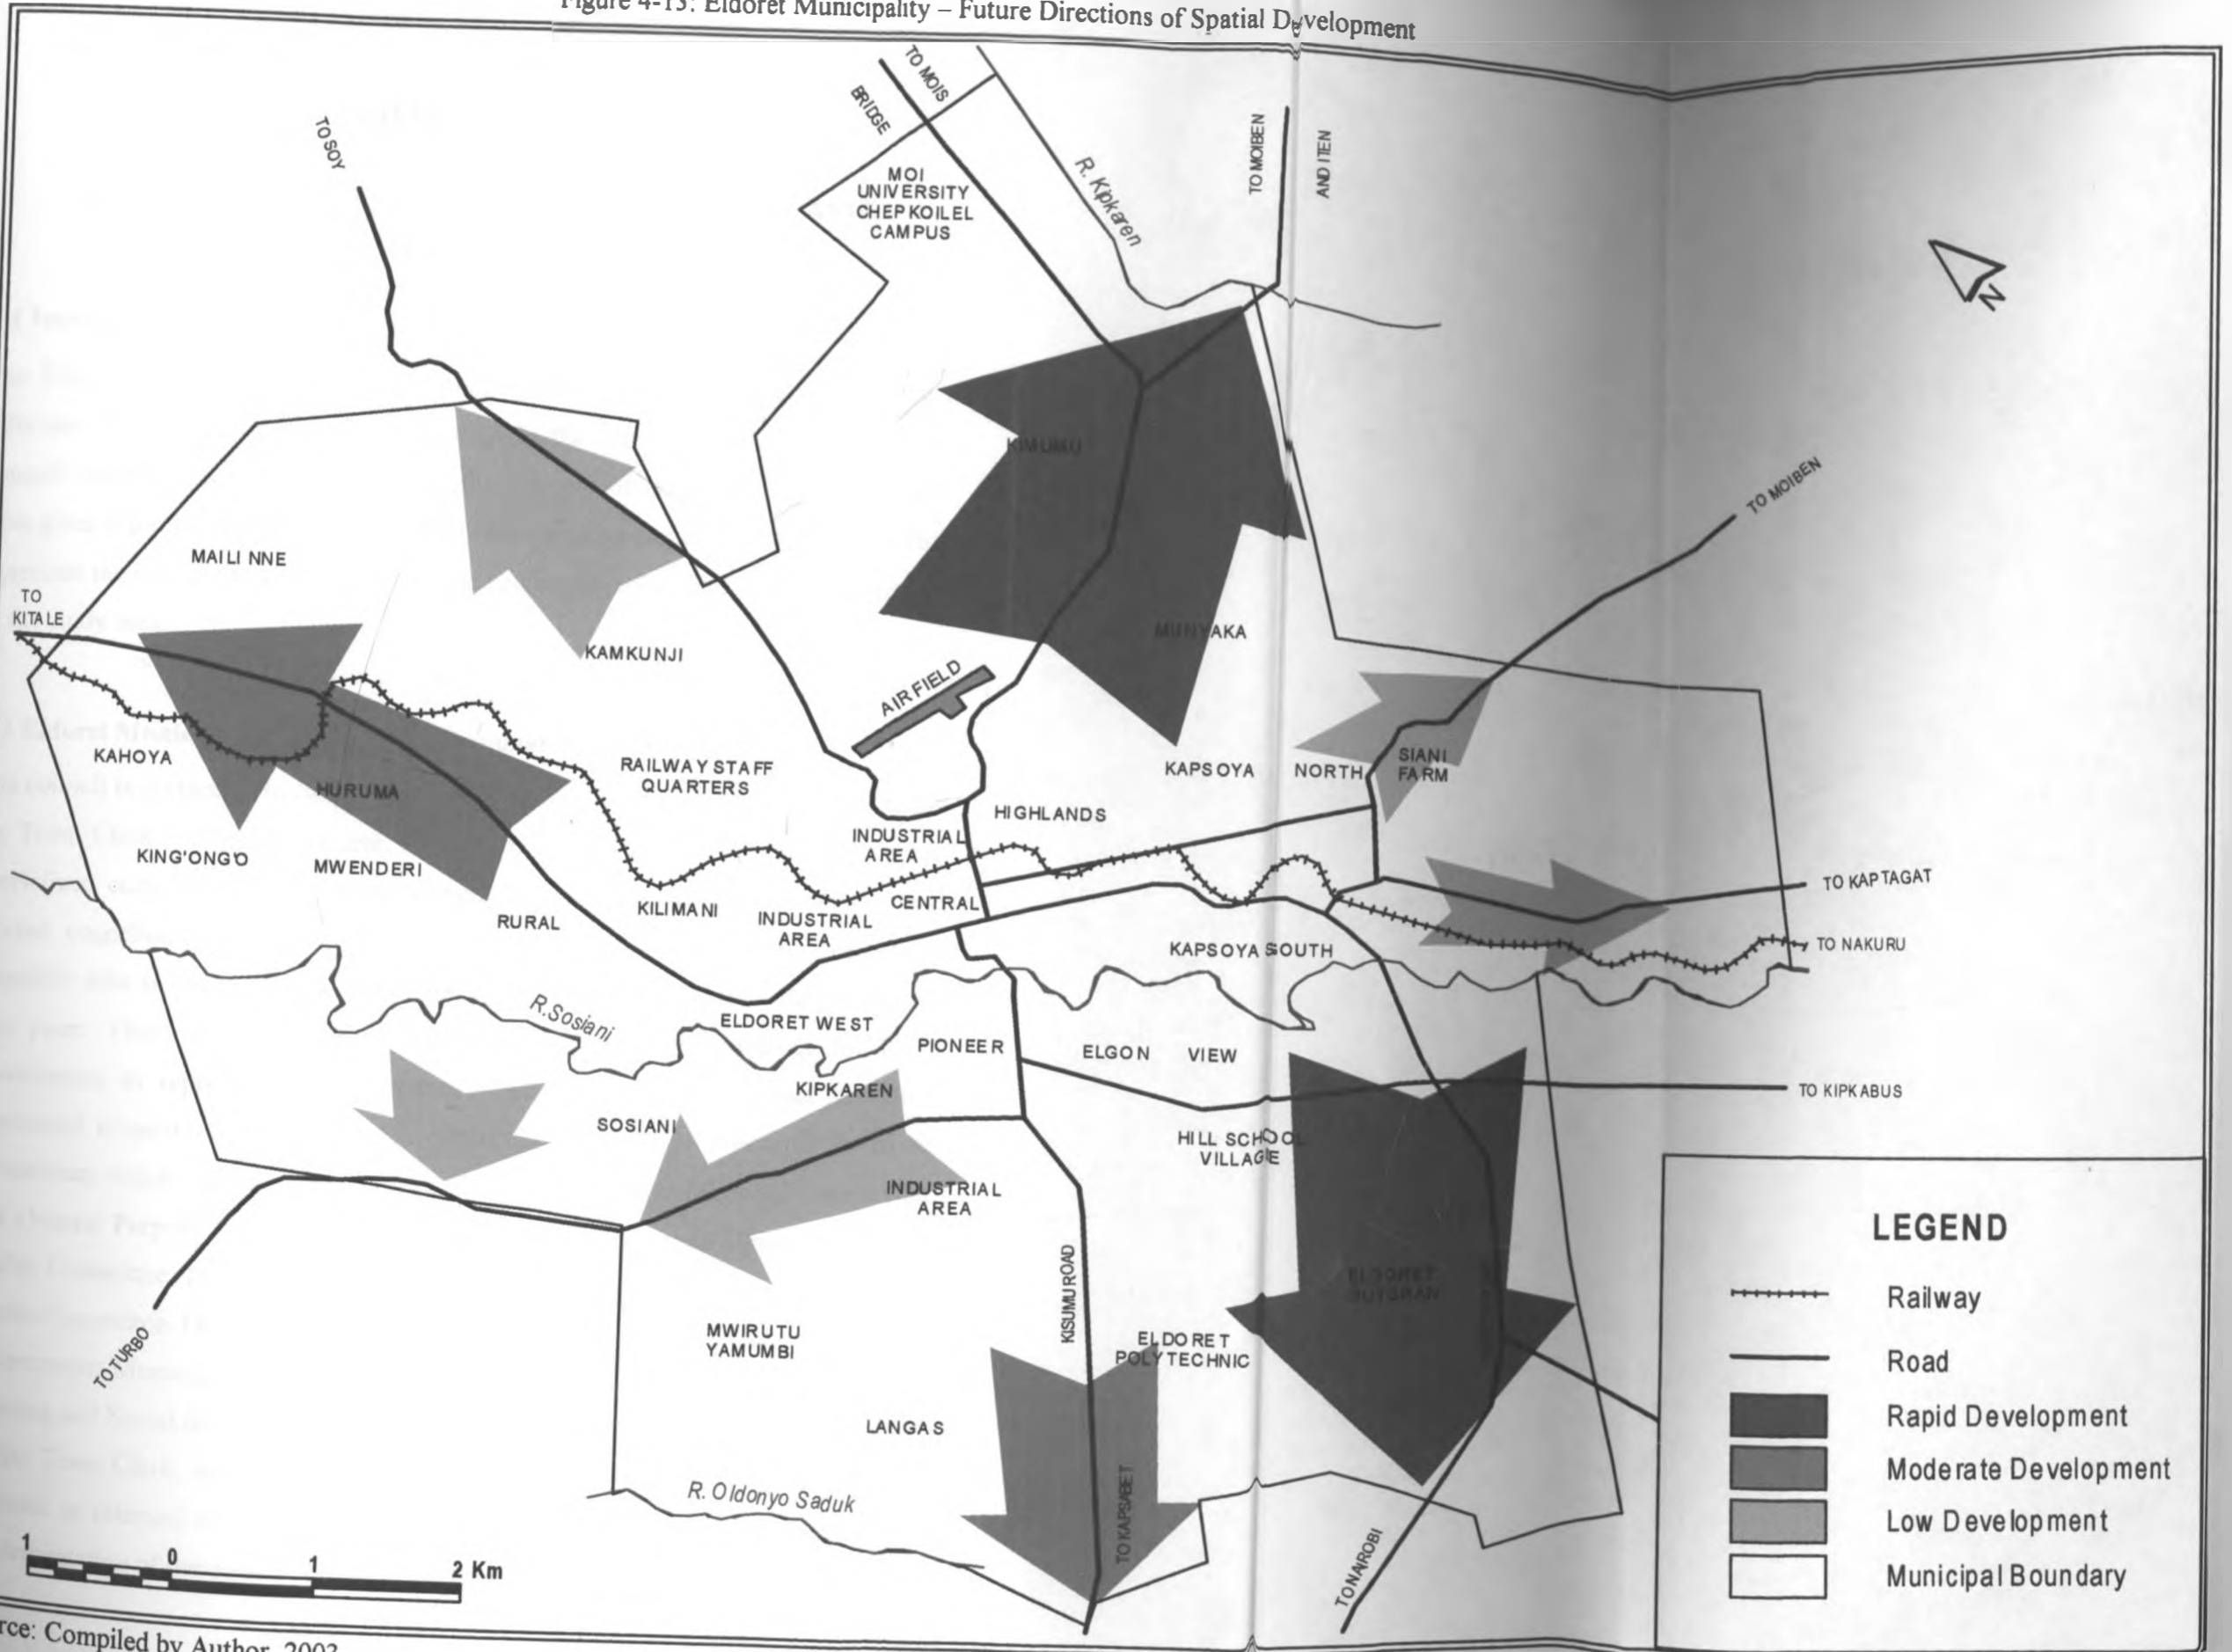 Figure 4-13: Eldoret Municipality – Future Directions of Spatial Development
TO SOY
TO MOIS
BRIDGE
MOI
UNIVERSITY
CHEPKOILEL
CAMPUS
R. Kipkaren
TO MOIBEN
AND ITEN
N
KIMUMU
TO MOIBEN
MAILI NNE
TO
KITALE
KAMKUNJI
MUNYAKA
AIRFIELD
KAHOYA
HURUMA
RAILWAY STAFF
QUARTERS
KAPSOYA NORTH
SIANI
FARM
HIGHLANDS
INDUSTRIAL
AREA
KING'ONG'O
MWENDERI
RURAL
KILIMANI
INDUSTRIAL
AREA
CENTRAL
TO KAPTAGAT
KAPSOYA SOUTH
TO NAKURU
R.Sosiani
ELDORET WEST
PIONEER
ELGON VIEW
KIPKAREN
TO KIPKABUS
SOSIANI
HILL SCHOOL
VILLAGE
INDUSTRIAL
AREA
KISUMU ROAD
ELDORET
MWIRUTU
YAMUMBI
ELDORET
POLYTECHNIC
TO TURBO
LANGAS
R. Oldonyo Saduk
TO KAPSABET
TO NAIROBI
LEGEND
Railway
Road
Rapid Development
Moderate Development
Low Development
Municipal Boundary
1 0 1 2 Km
Compiled by Author, 2003